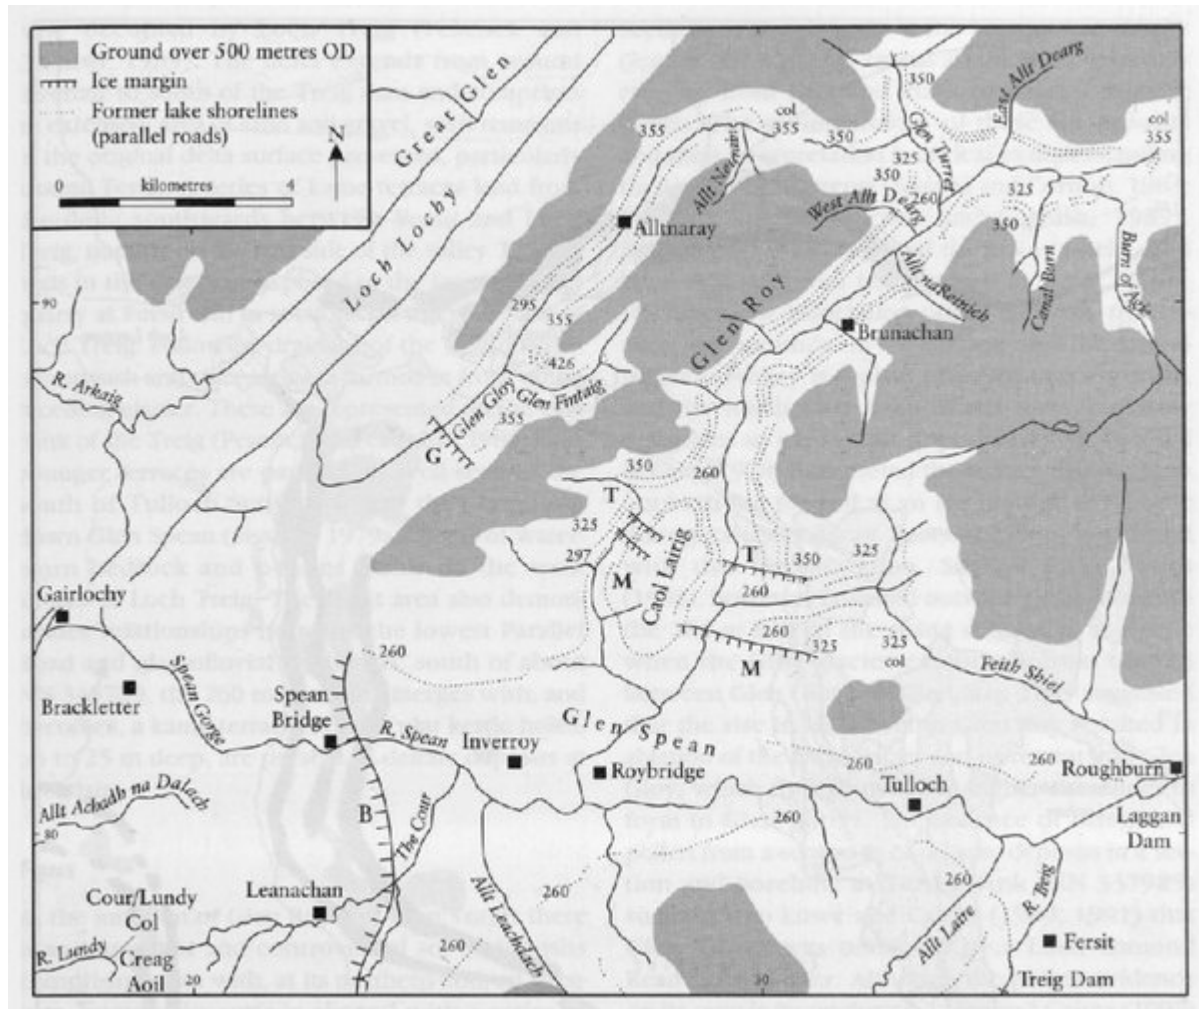 Ground over 500 metres OD
Ice margin
Former lake shorelines
(parallel roads)
N
0 kilometres 4
Great Glen
Loch Lochy
350
East Allt Dearg
355
col
355
350
Glen Turret
col
355
Allt Neurlain
325
350
260
325
350
West Allt Dearg
Alltnaray
Allt na Reinich
Canal Burn
Burn of Agie
90
295
355
Glen Roy
Brunachan
426
R. Arkaig
Glen Gloy
Glen Fintaig
355
G
350
260
T
325
297
M
Caol Lairig
T
350
325
260
Gairlochy
260
325
M
325
col
Feith Shiol
260
Brackletter
Spean Gorge
Spean
Bridge
R. Spean
Inverroy
Glen Spean
Roybridge
260
Tulloch
260
Roughburn
Laggan
Dam
Allt Achadh na Dalach
80
B
The Cour
260
Cour/Lundy
Col
Leanachan
Allt Leachdach
260
260
260
Allt Laire
R. Treig
Fersit
R. Lundy
Creag
Aoil
20
30
Treig Dam